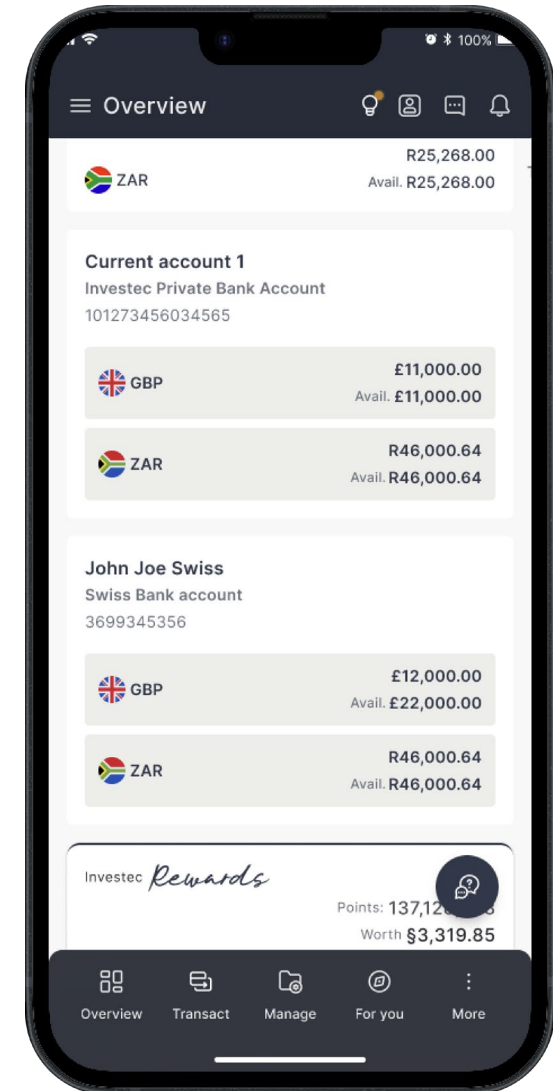 100%
Overview
R25,268.00
ZAR
Avail. R25,268.00
Current account 1
Investec Private Bank Account
101273456034565
GBP
£11,000.00
Avail. £11,000.00
ZAR
R46,000.64
Avail. R46,000.64
John Joe Swiss
Swiss Bank account
3699345356
GBP
£12,000.00
Avail. £22,000.00
ZAR
R46,000.64
Avail. R46,000.64
Investec Rewards
Points:
Worth §3,319.85
Overview Transact Manage For you More